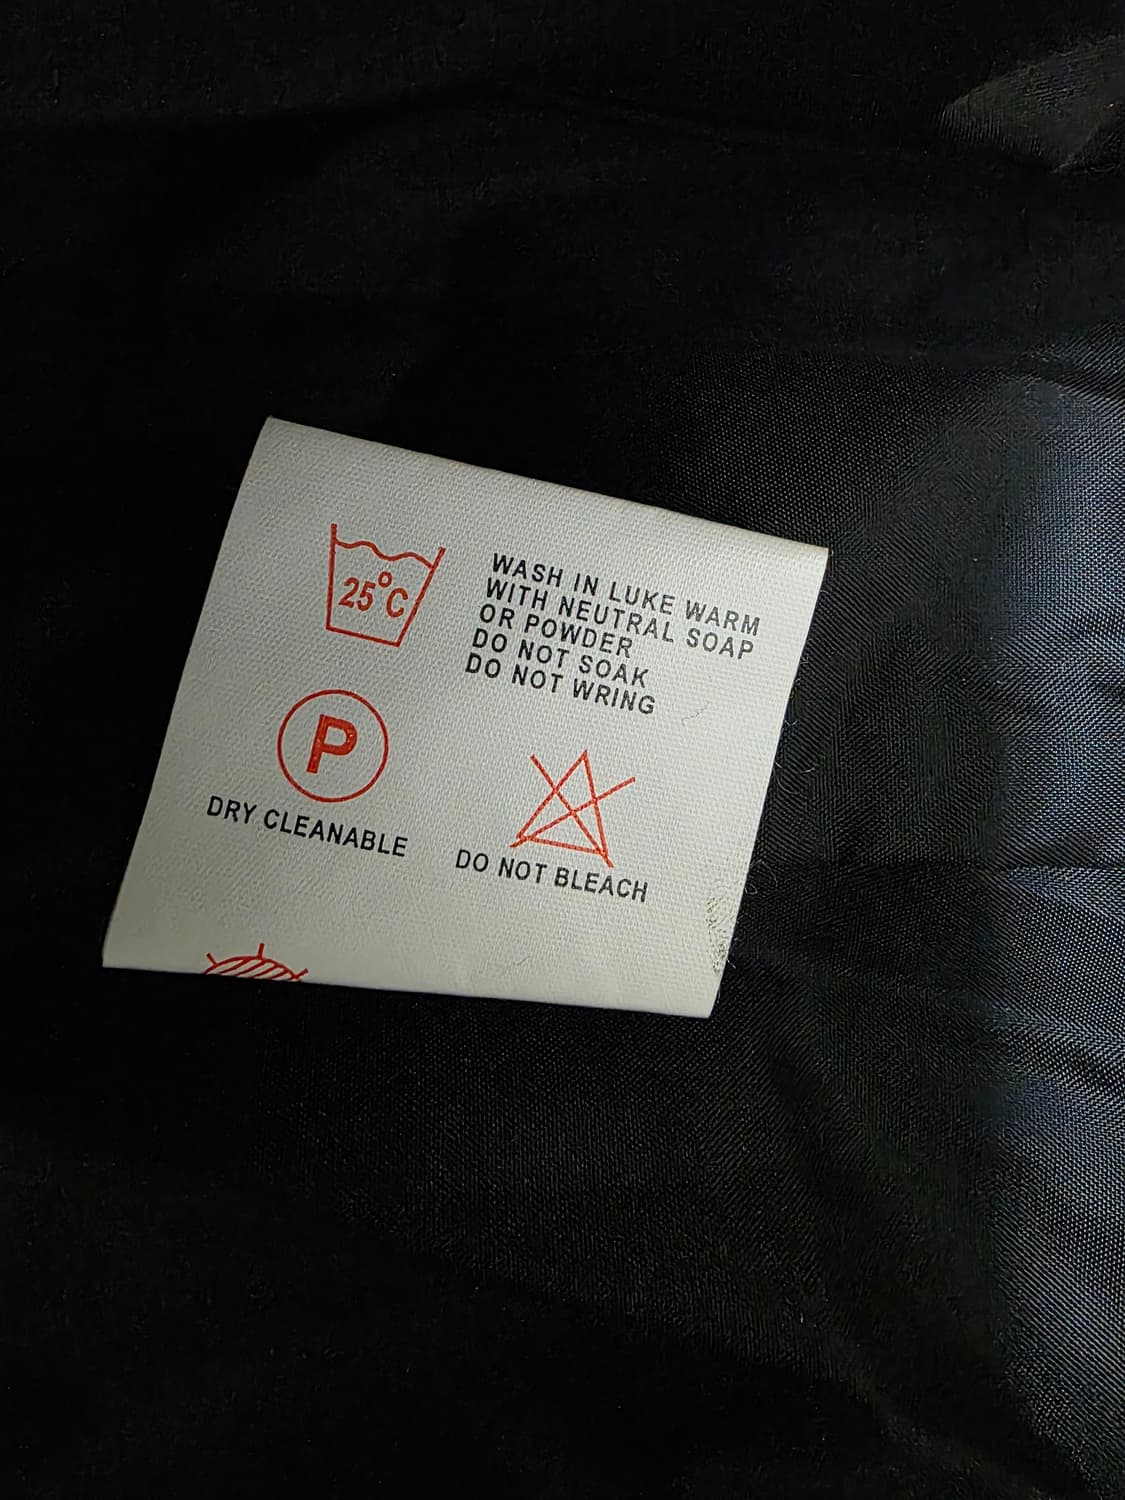 25°C
WASH IN LUKE WARM
WITH NEUTRAL SOAP
OR POWDER
DO NOT SOAK
DO NOT WRING
P
DRY CLEANABLE
DO NOT BLEACH